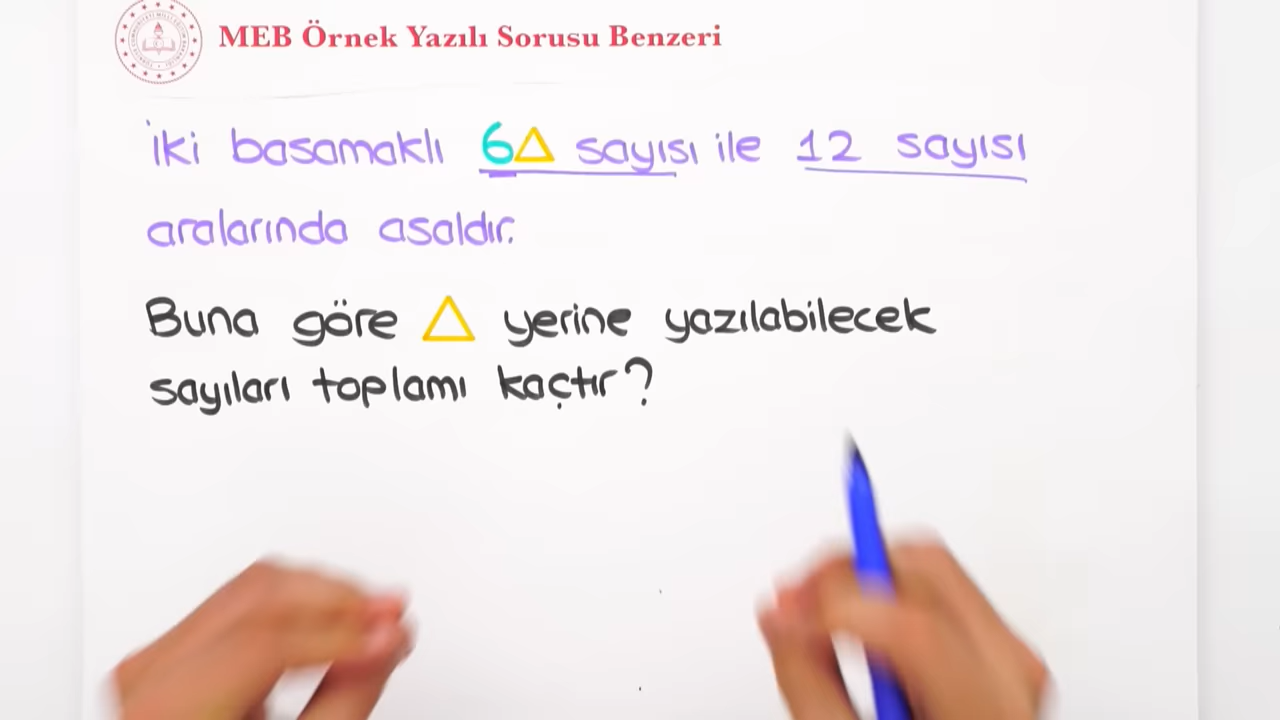 MEB Örnek Yazılı Sorusu Benzeri
İki basamaklı 6△ sayısı ile 12 sayısı
aralarında asaldır.
Buna göre △ yerine yazılabilecek
sayıları toplamı kaçtır?